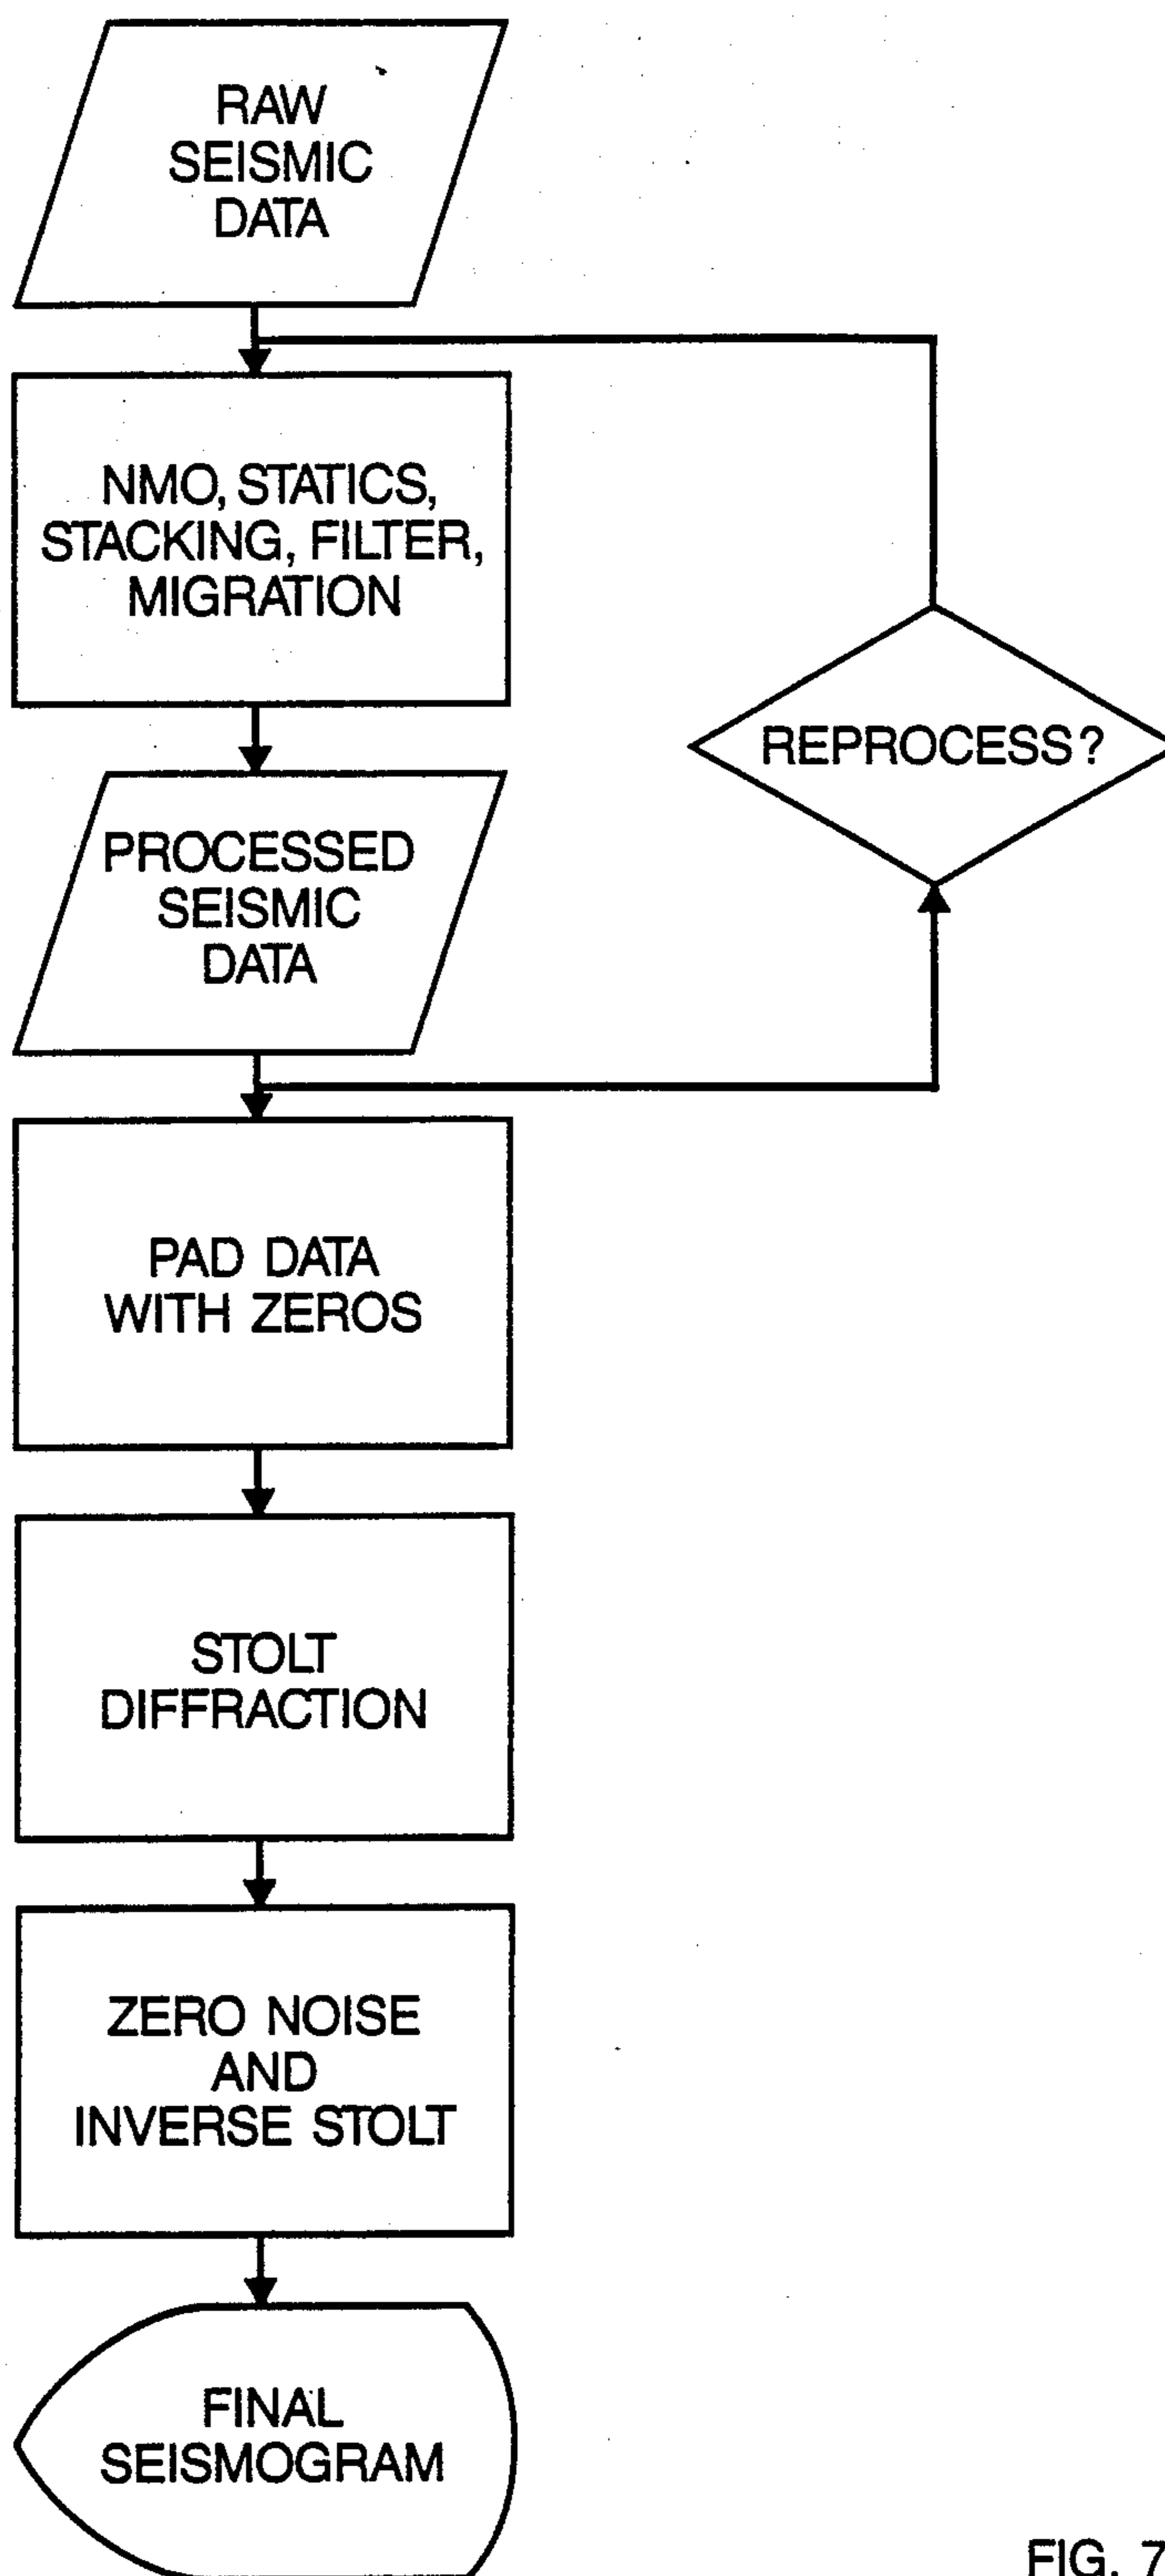 RAW
SEISMIC
DATA
NMO, STATICS,
STACKING, FILTER,
MIGRATION
REPROCESS?
PROCESSED
SEISMIC
DATA
PAD DATA
WITH ZEROS
STOLT
DIFFRACTION
ZERO NOISE
AND
INVERSE STOLT
FINAL
SEISMOGRAM
FIG. 7